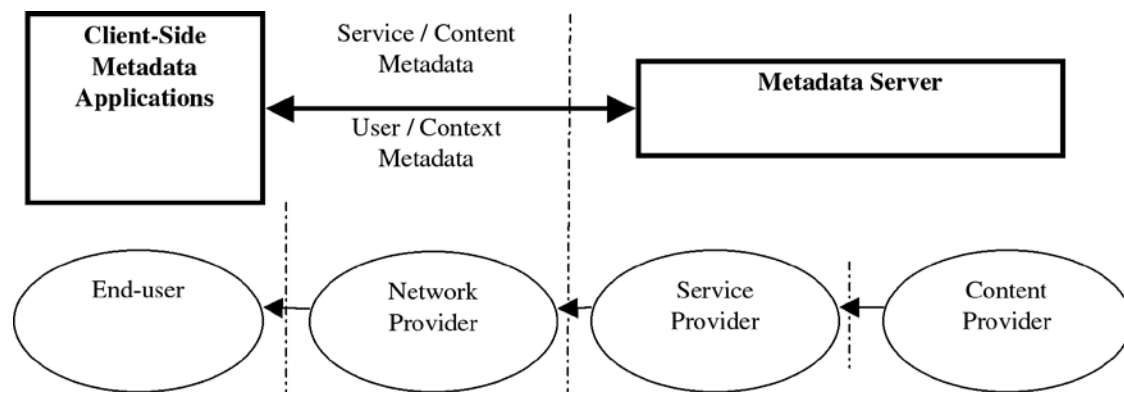 Client-Side
Metadata
Applications
Service / Content
Metadata
User / Context
Metadata
Metadata Server
End-user
Network
Provider
Service
Provider
Content
Provider